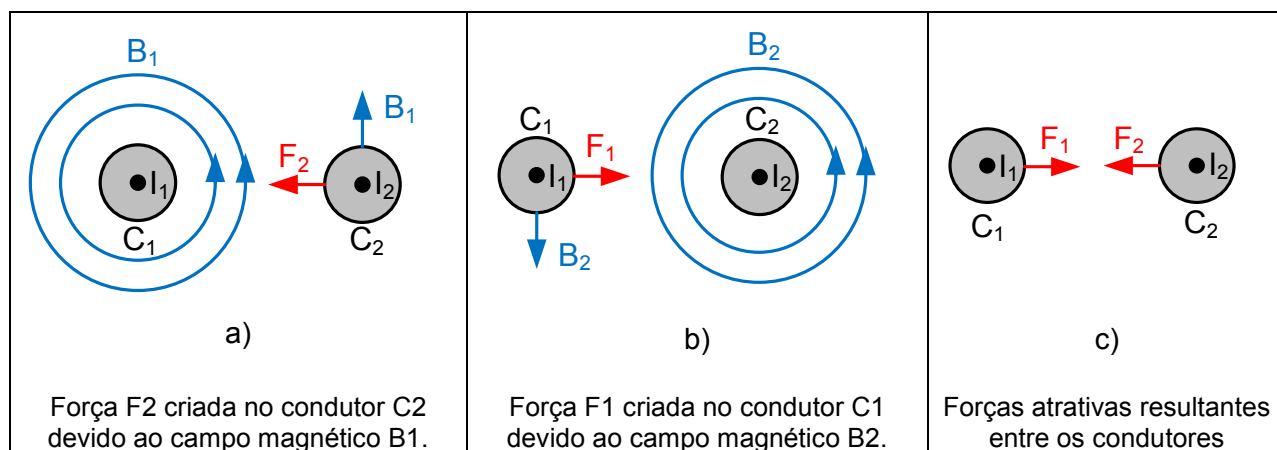 B₁
B₁
F₂
I₁
I₂
C₁
C₂
a)
Força F2 criada no condutor C2
devido ao campo magnético B1.
B₂
C₁
C₂
F₁
I₁
I₂
B₂
b)
Força F1 criada no condutor C1
devido ao campo magnético B2.
F₁
F₂
I₁
I₂
C₁
C₂
c)
Forças atrativas resultantes
entre os condutores